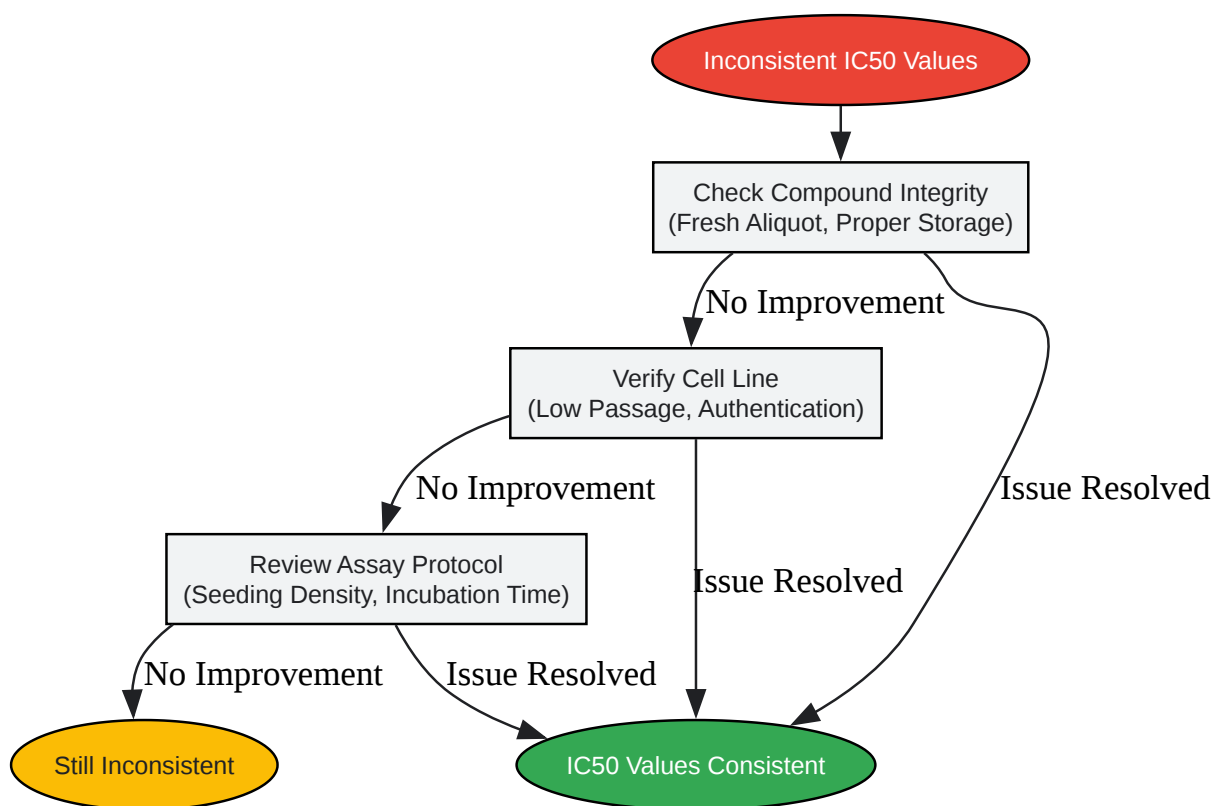 Inconsistent IC50 Values
Check Compound Integrity
(Fresh Aliquot, Proper Storage)
No Improvement
Verify Cell Line
(Low Passage, Authentication)
No Improvement
Issue Resolved
Review Assay Protocol
(Seeding Density, Incubation Time)
Issue Resolved
No Improvement
Issue Resolved
Still Inconsistent
IC50 Values Consistent